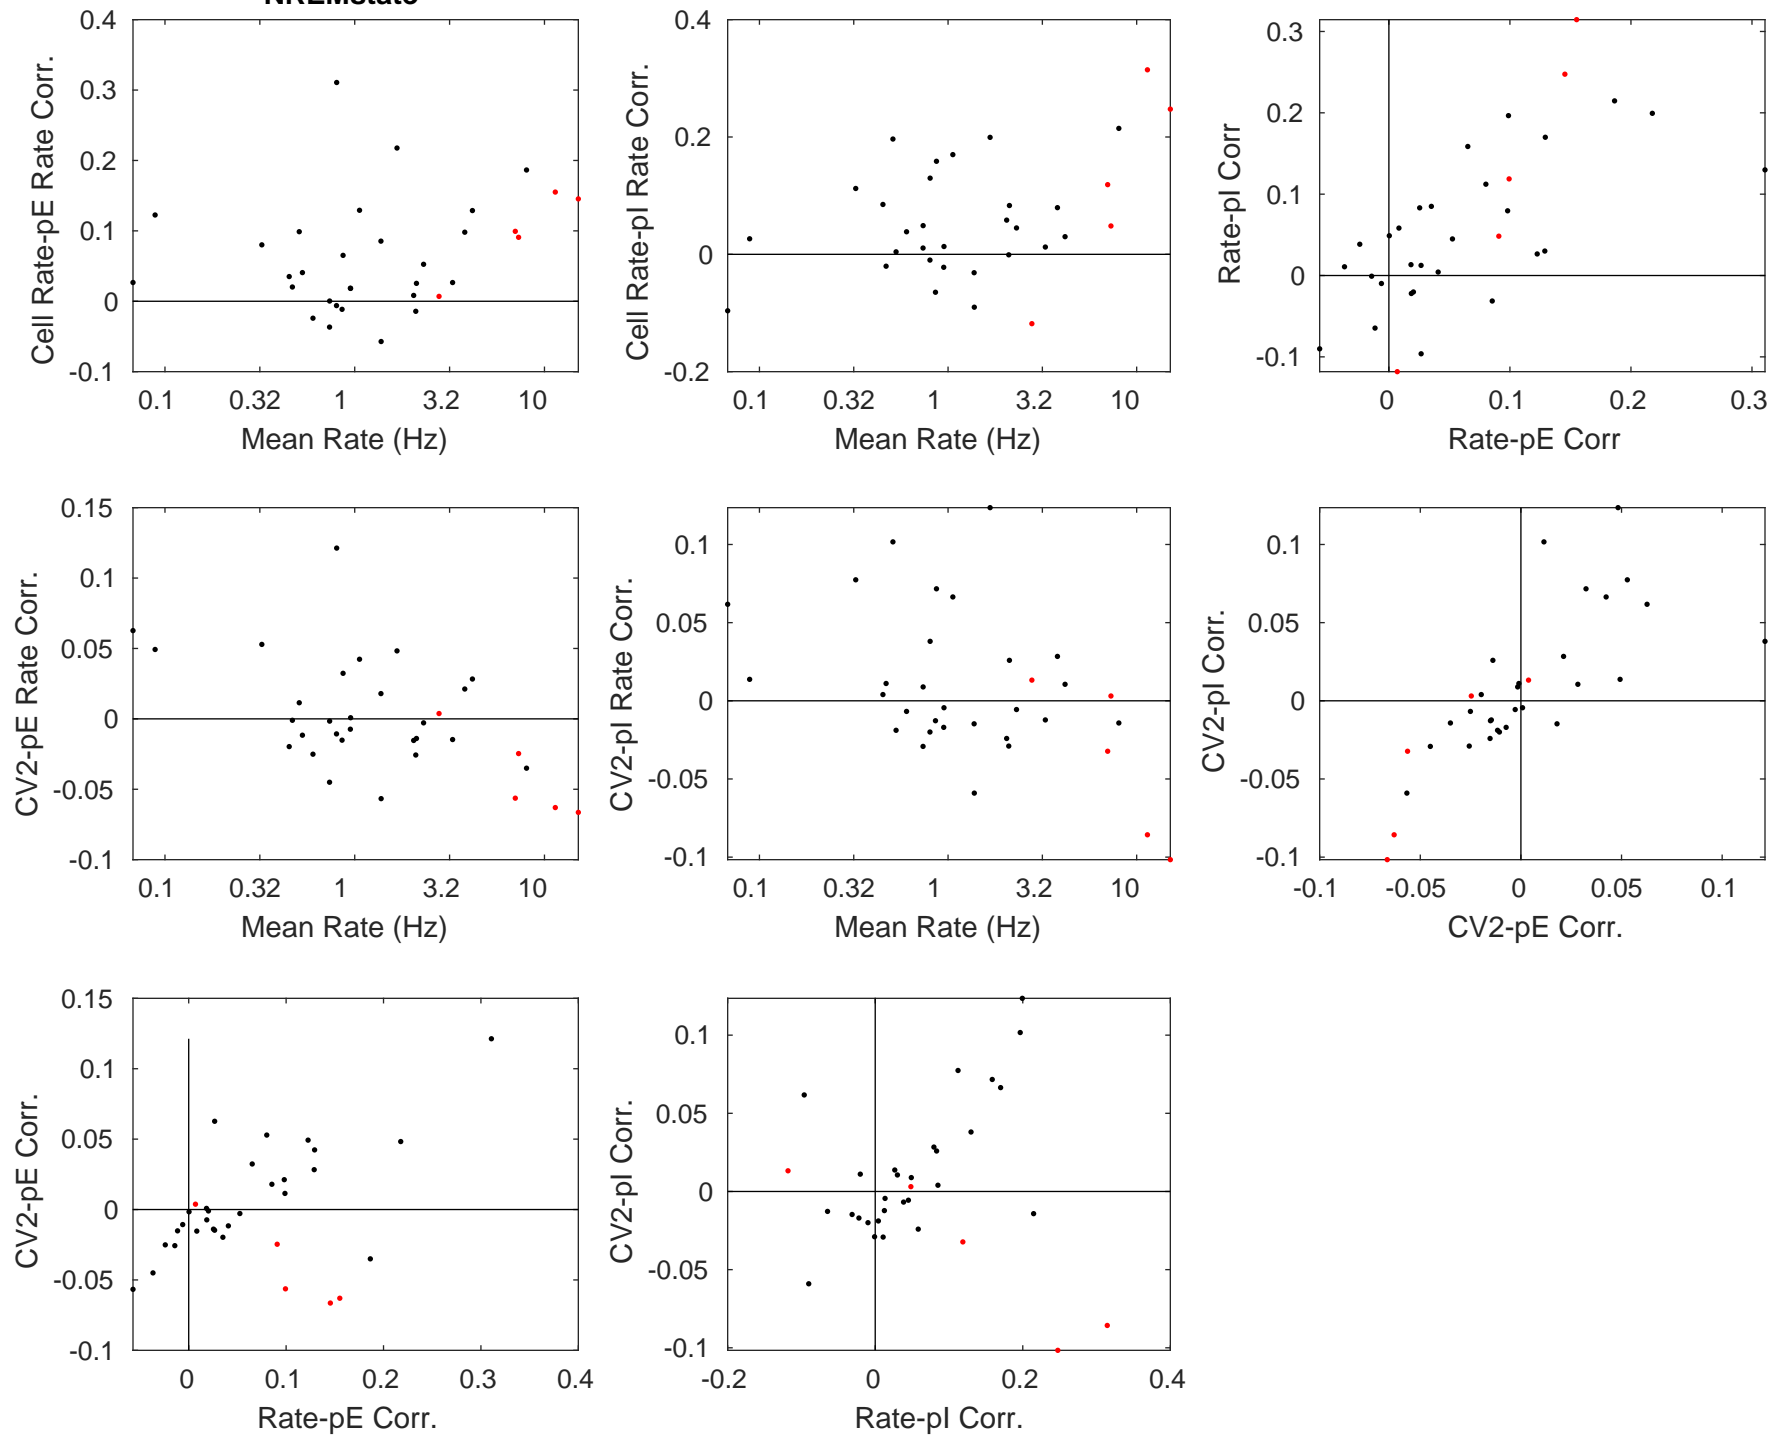 NREMstate
0.4
0.3
0.2
0.1
0
-0.1
Cell Rate-pE Rate Corr.
0.1 0.32 1 3.2 10
Mean Rate (Hz)
0.4
0.2
0
-0.2
Cell Rate-pI Rate Corr.
0.1 0.32 1 3.2 10
Mean Rate (Hz)
0.3
0.2
0.1
0
-0.1
Rate-pI Corr
0 0.1 0.2 0.3
Rate-pE Corr
0.15
0.1
0.05
0
-0.05
-0.1
CV2-pE Rate Corr.
0.1 0.32 1 3.2 10
Mean Rate (Hz)
0.1
0.05
0
-0.05
-0.1
CV2-pI Rate Corr.
0.1 0.32 1 3.2 10
Mean Rate (Hz)
0.1
0.05
0
-0.05
-0.1
CV2-pI Corr.
-0.1 -0.05 0 0.05 0.1
CV2-pE Corr.
0.15
0.1
0.05
0
-0.05
-0.1
CV2-pE Corr.
0 0.1 0.2 0.3 0.4
Rate-pE Corr.
0.1
0.05
0
-0.05
-0.1
CV2-pI Corr.
-0.2 0 0.2 0.4
Rate-pI Corr.